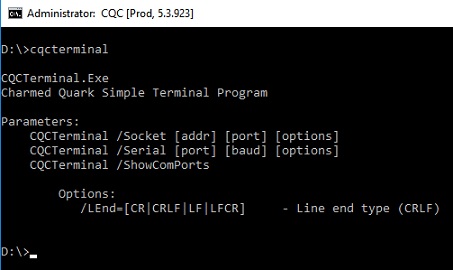 Administrator: CQC [Prod, 5.3.923]
D:\>cqcterminal
CQCTerminal.Exe
Charmed Quark Simple Terminal Program
Parameters:
CQCTerminal /Socket [addr] [port] [options]
CQCTerminal /Serial [port] [baud] [options]
CQCTerminal /ShowComPorts
Options:
/LEnd=[CR|CRLF|LF|LFCR]     - Line end type (CRLF)
D:\>